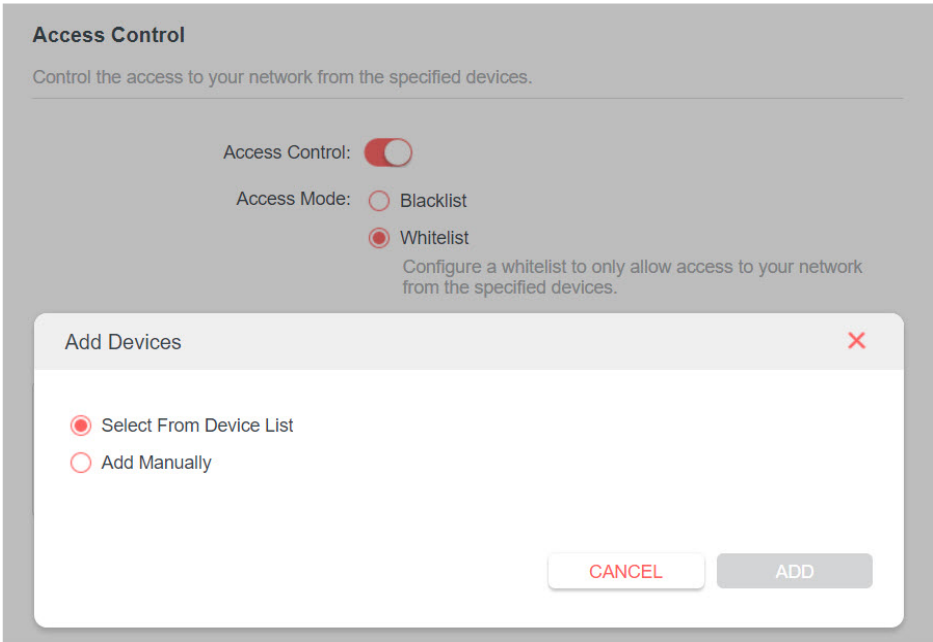 Access Control
Control the access to your network from the specified devices.
Access Control:
Access Mode: Blacklist
Whitelist
Configure a whitelist to only allow access to your network
from the specified devices.
Add Devices
Select From Device List
Add Manually
CANCEL ADD